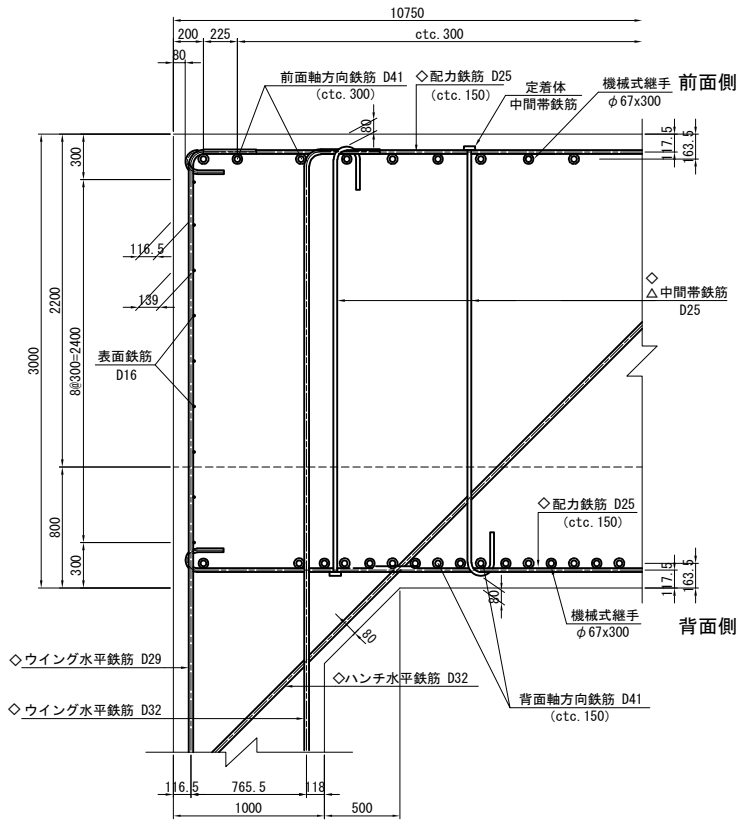 10750
200 225 ctc.300
80
前面軸方向鉄筋 D41
(ctc.300)
◇配力鉄筋 D25
(ctc.150)
定着体
中間帯鉄筋
機械式継手
φ67x300
前面側
80
117.5
163.5
300
116.5
139
◇
△中間帯鉄筋
D25
2200
3000
8@300=2400
表面鉄筋
D16
800
300
◇配力鉄筋 D25
(ctc.150)
117.5
163.5
80
機械式継手
φ67x300
背面側
80
◇ウイング水平鉄筋 D29
◇ハンチ水平鉄筋 D32
◇ウイング水平鉄筋 D32
背面軸方向鉄筋 D41
(ctc.150)
116.5 765.5 118
1000 500